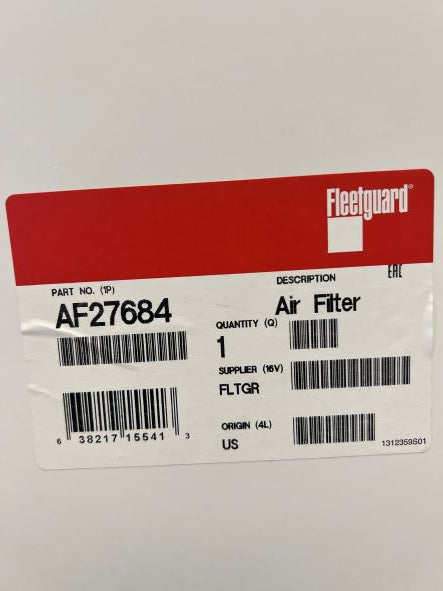 Fleetguard®
EAC
PART NO. (1P)
AF27684
DESCRIPTION
Air Filter
QUANTITY (Q)
1
SUPPLIER (16V)
FLTGR
ORIGIN (4L)
US
6 38217 15541 3
1312359S01